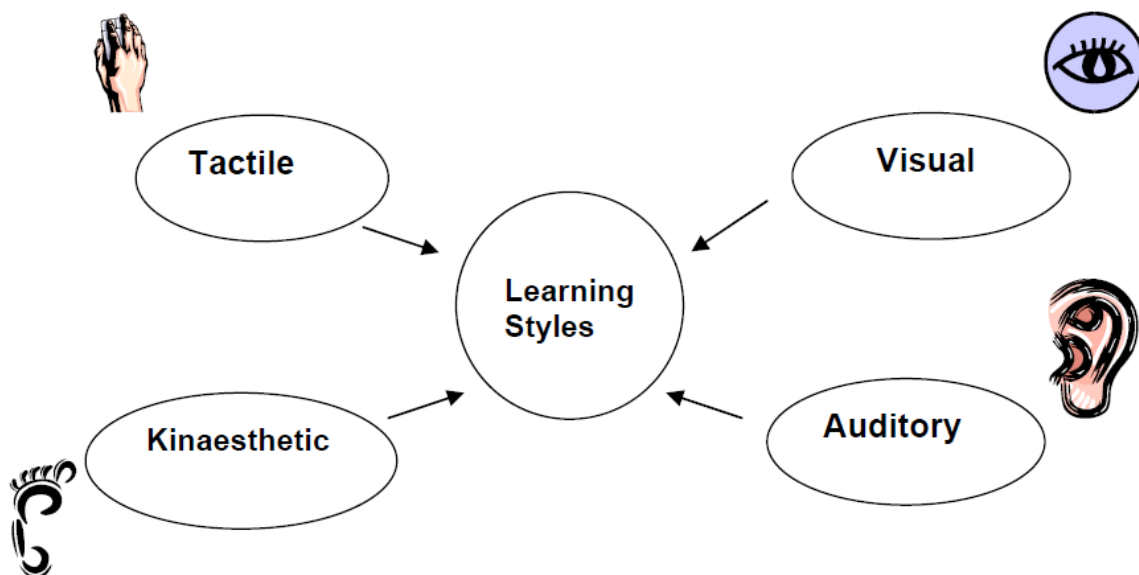 Tactile
Visual
Learning
Styles
Kinaesthetic
Auditory